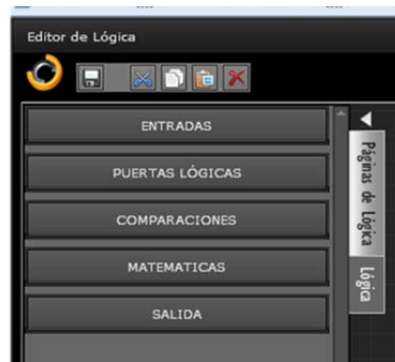 Editor de Lógica
ENTRADAS
PUERTAS LÓGICAS
COMPARACIONES
MATEMATICAS
SALIDA
Páginas de Lógica
Lógica